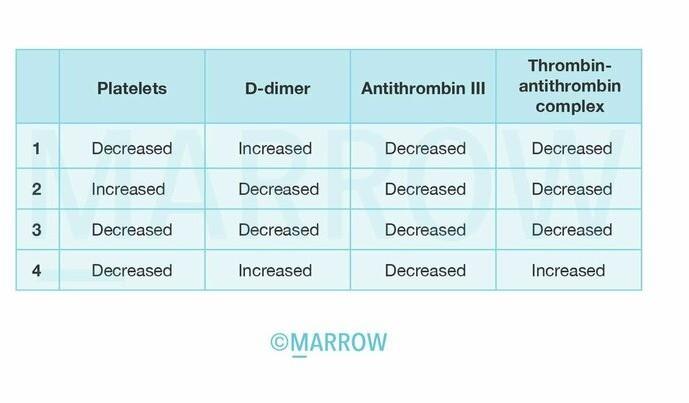 Platelets D-dimer Antithrombin III Thrombin-
antithrombin
complex
1 Decreased Increased Decreased Decreased
2 Increased Decreased Decreased Decreased
3 Decreased Decreased Decreased Decreased
4 Decreased Increased Decreased Increased
MARROW
©MARROW